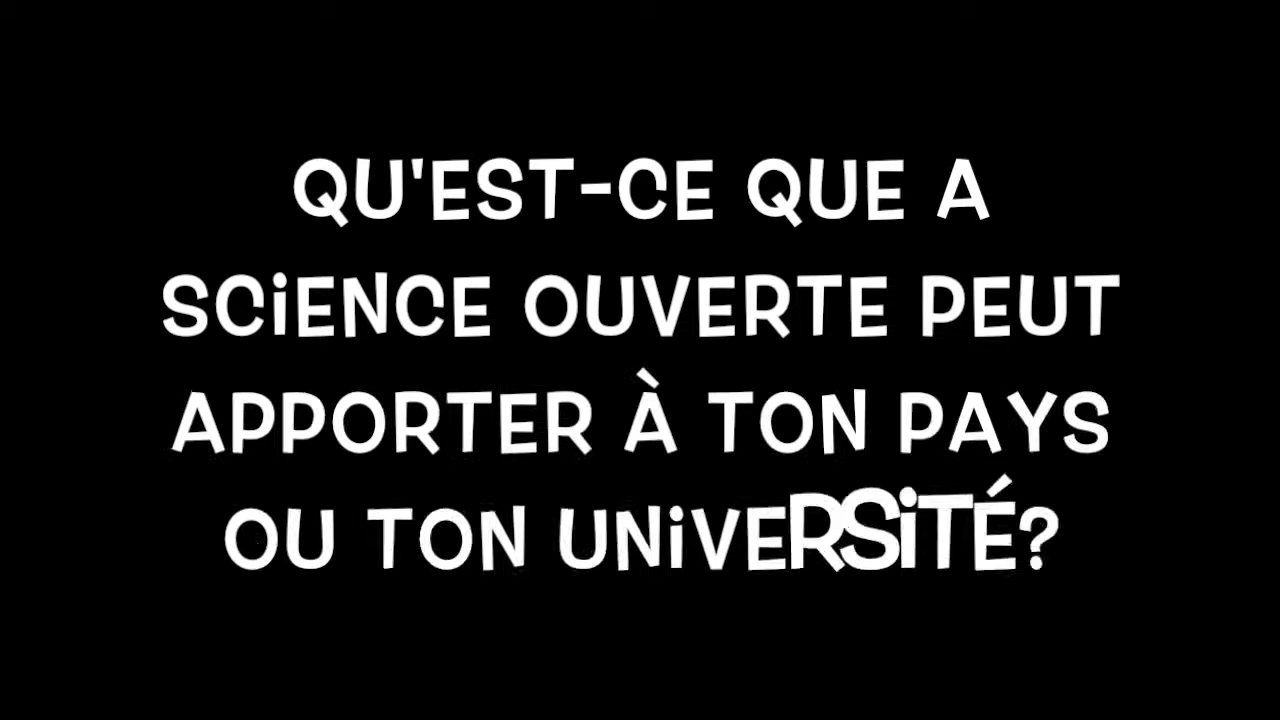 QU'EST-CE QUE A
SCiENCE OUVERTE PEUT
APPORTER À TON PAYS
OU TON UNiVERSiTÉ?